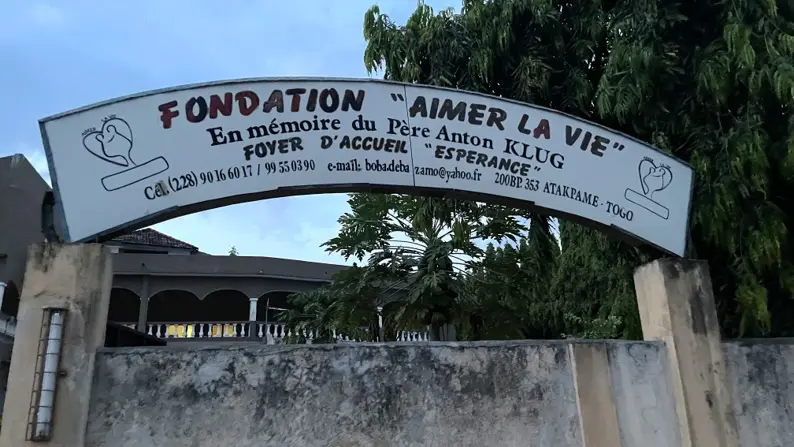 FONDATION "AIMER LA VIE"
En mémoire du Père Anton KLUG
FOYER D'ACCUEIL "ESPERANCE"
Cél.(228) 90 16 60 17 / 99 55 03 90 e-mail: bobadebazamo@yahoo.fr 200BP. 353 ATAKPAME - TOGO